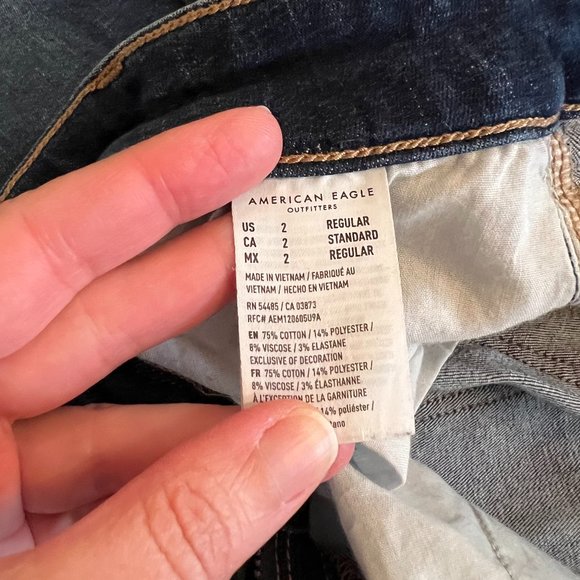 AMERICAN EAGLE
OUTFITTERS
US 2 REGULAR
CA 2 STANDARD
MX 2 REGULAR
MADE IN VIETNAM / FABRIQUÉ AU
VIETNAM / HECHO EN VIETNAM
RN 54485 / CA 03873
RFC# AEM120605U9A
EN 75% COTTON / 14% POLYESTER /
8% VISCOSE / 3% ELASTANE
EXCLUSIVE OF DECORATION
FR 75% COTON / 14% POLYESTER /
8% VISCOSE / 3% ÉLASTHANNE
À L'EXCEPTION DE LA GARNITURE
14% poliéster /